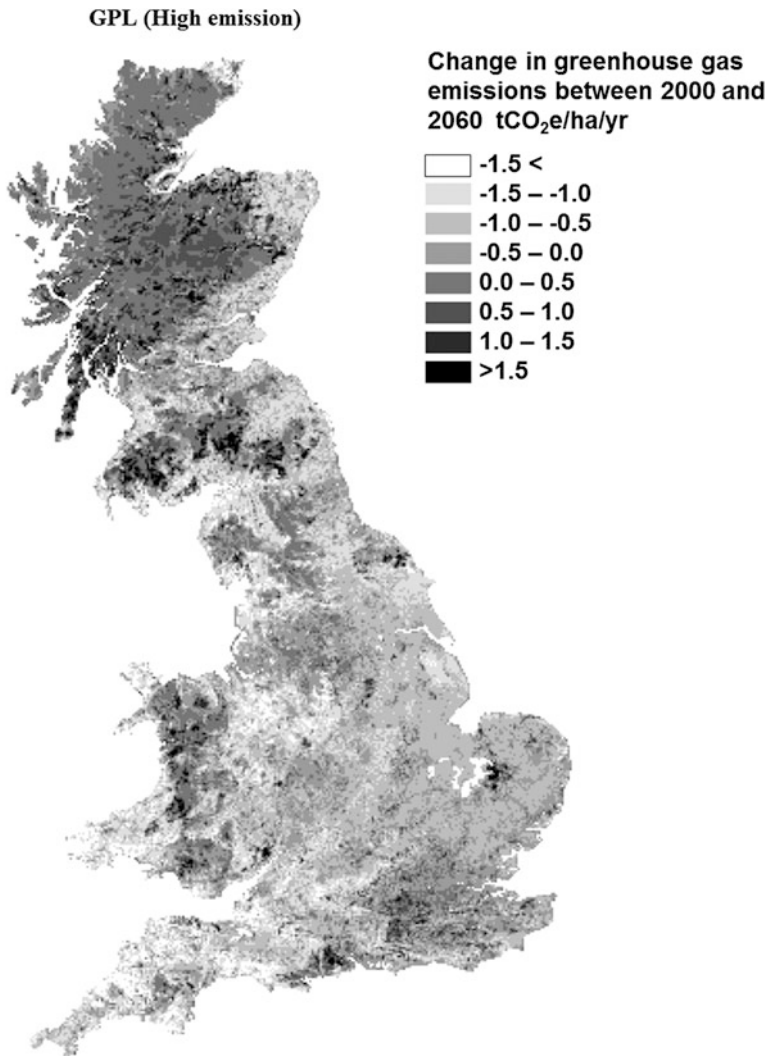 GPL (High emission)
Change in greenhouse gas
emissions between 2000 and
2060 tCO₂e/ha/yr
-1.5 <
-1.5 – -1.0
-1.0 – -0.5
-0.5 – 0.0
0.0 – 0.5
0.5 – 1.0
1.0 – 1.5
>1.5